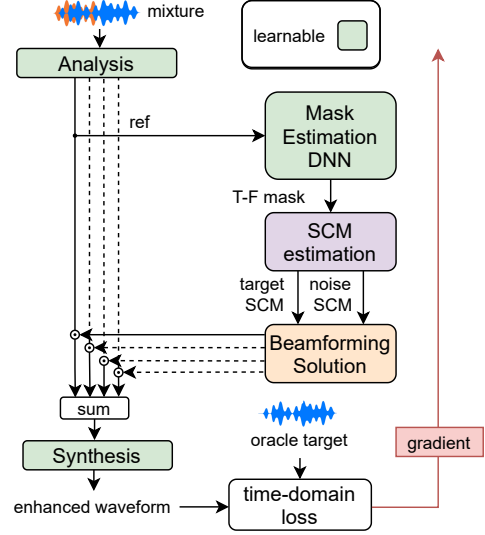 mixture
learnable
Analysis
ref
Mask
Estimation
DNN
T-F mask
SCM
estimation
target
SCM
noise
SCM
Beamforming
Solution
sum
oracle target
Synthesis
gradient
enhanced waveform
time-domain
loss